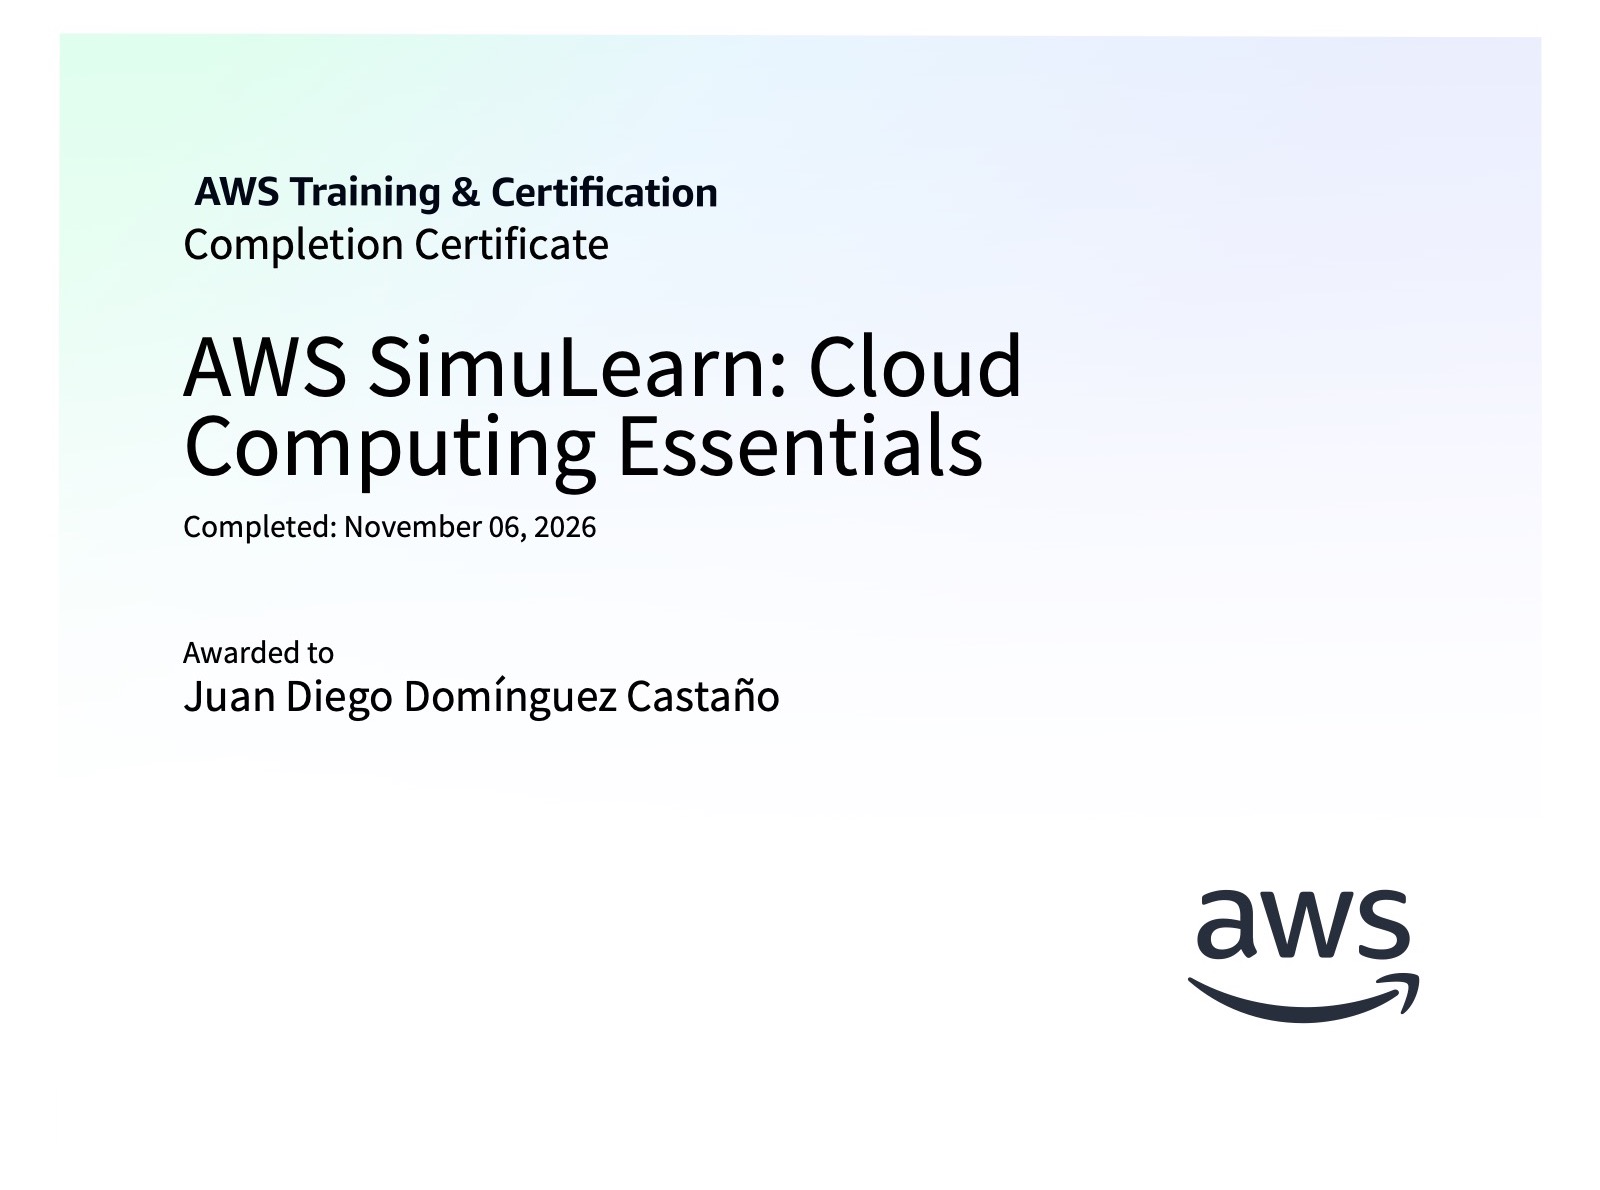 AWS Training & Certification
Completion Certificate
AWS SimuLearn: Cloud
Computing Essentials
Completed: November 06, 2026
Awarded to
Juan Diego Domínguez Castaño
aws